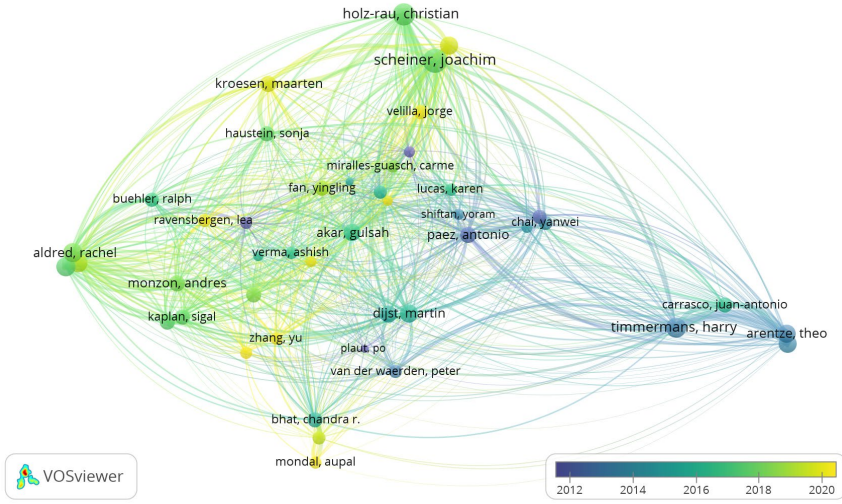 holz-rau, christian
scheiner, joachim
kroesen, maarten
velilla, jorge
haustein, sonja
miralles-guasch, carme
fan, yingling
lucas, karen
buehler, ralph
ravensbergen, lea
shiftan, yoram
chai, yanwei
akar, gulsah
paez, antonio
aldred, rachel
verma, ashish
monzon, andres
carrasco, juan-antonio
kaplan, sigal
dijst, martin
timmermans, harry
arentze, theo
zhang, yu
plaut, po
van der waerden, peter
bhat, chandra r.
mondal, aupal
VOSviewer
2012 2014 2016 2018 2020